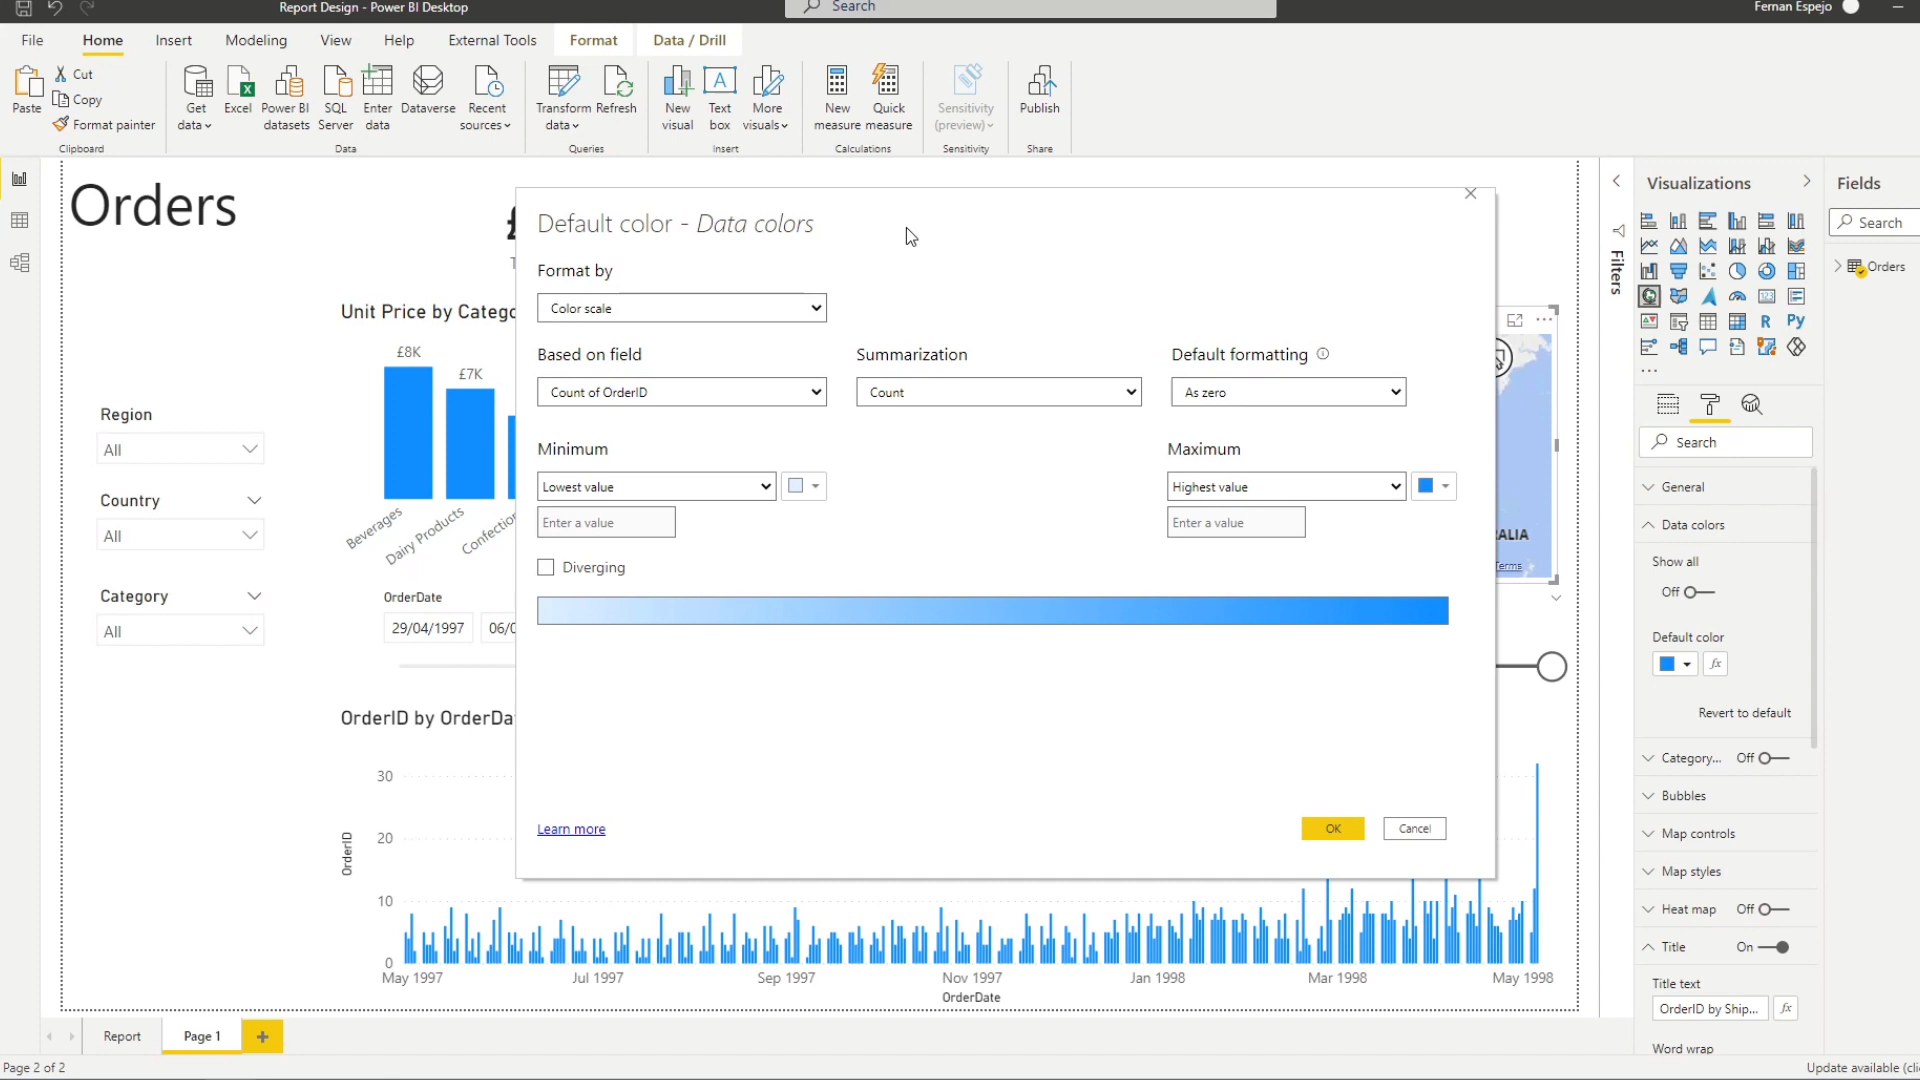 Report Design - Power BI Desktop
Search
Fernan Espejo
File
Home
Insert
Modeling
View
Help
External Tools
Format
Data / Drill
Paste
Cut
Copy
Format painter
Get
data
Excel
Power BI
datasets
SQL
Server
Enter
data
Dataverse
Recent
sources
Transform
data
Refresh
New
visual
Text
box
More
visuals
New
measure
Quick
measure
Sensitivity
(preview)
Publish
Clipboard
Data
Queries
Insert
Calculations
Sensitivity
Share
Orders
£
Unit Price by Catego
£8K
£7K
Beverages
Dairy Products
Confection
Region
All
Country
All
Category
All
OrderDate
29/04/1997
06/0
OrderID by OrderDa
OrderID
30
20
10
0
May 1997
Jul 1997
Sep 1997
Nov 1997
Jan 1998
Mar 1998
May 1998
OrderDate
Default color - Data colors
Format by
Color scale
Based on field
Summarization
Default formatting
Count of OrderID
Count
As zero
Minimum
Maximum
Lowest value
Highest value
Enter a value
Enter a value
Diverging
Learn more
OK
Cancel
ALIA
Terms
Filters
Visualizations
R
Py
Search
General
Data colors
Show all
Off
Default color
fx
Revert to default
Category...
Off
Bubbles
Map controls
Map styles
Heat map
Off
Title
On
Title text
OrderID by Ship...
fx
Word wrap
Fields
Search
Orders
Report
Page 1
Page 2 of 2
Update available (cli